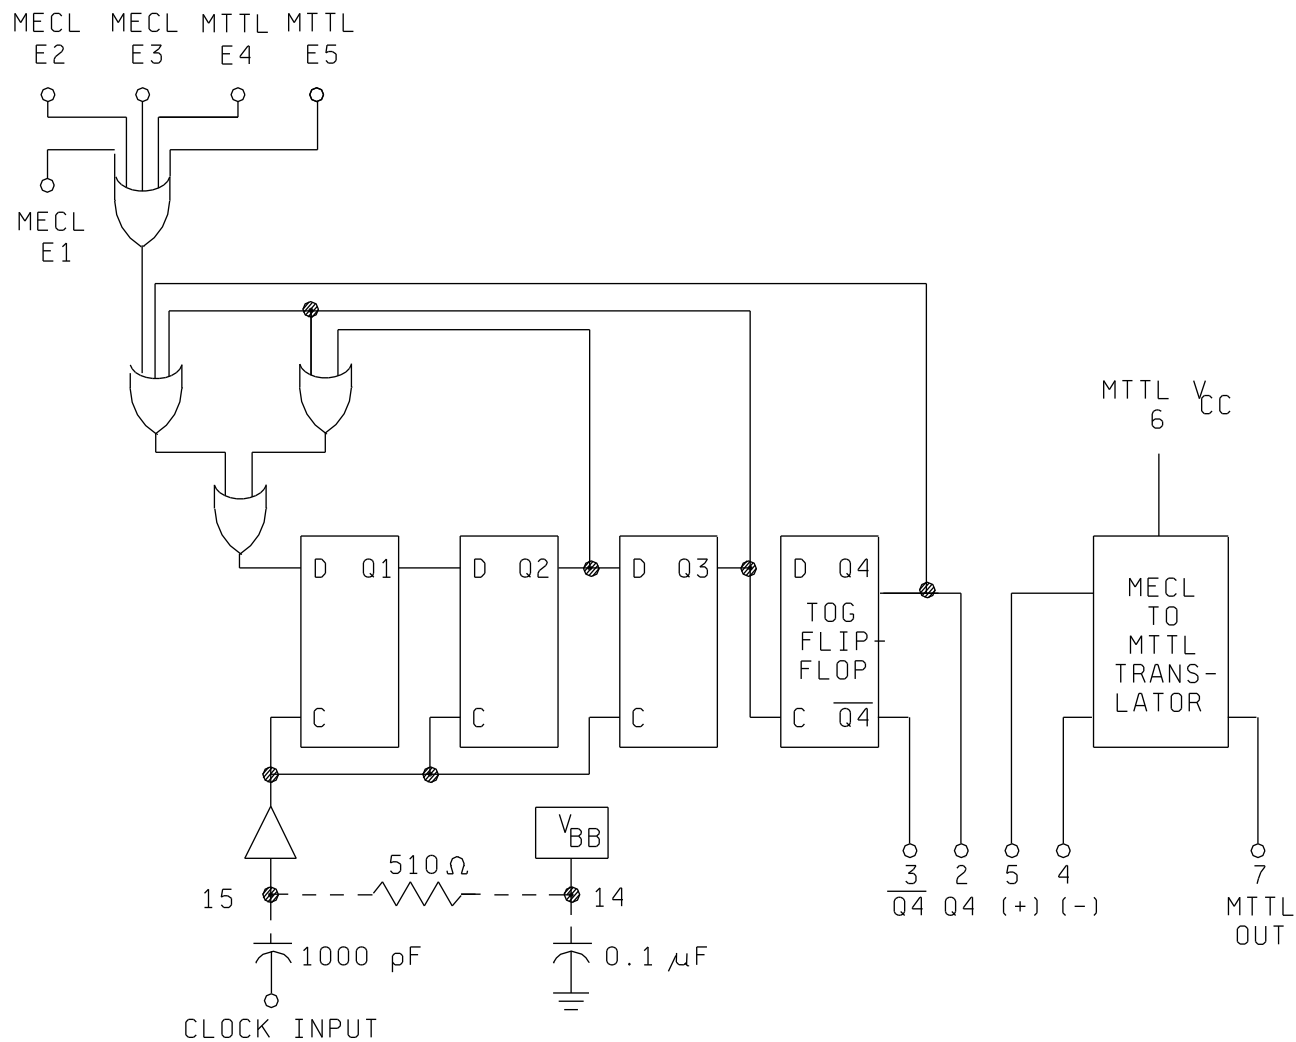 MECL MECL MTTL MTTL
E2 E3 E4 E5
MECL
E1
MTTL VCC
6
D Q1
C
D Q2
C
D Q3
C
D Q4
TOG
FLIP-
FLOP
C Q4
MECL
TO
MTTL
TRANS-
LATOR
VBB
510Ω
15
14
3
Q4
2
Q4
5
(+)
4
(-)
7
MTTL
OUT
1000 pF
0.1 µF
CLOCK INPUT